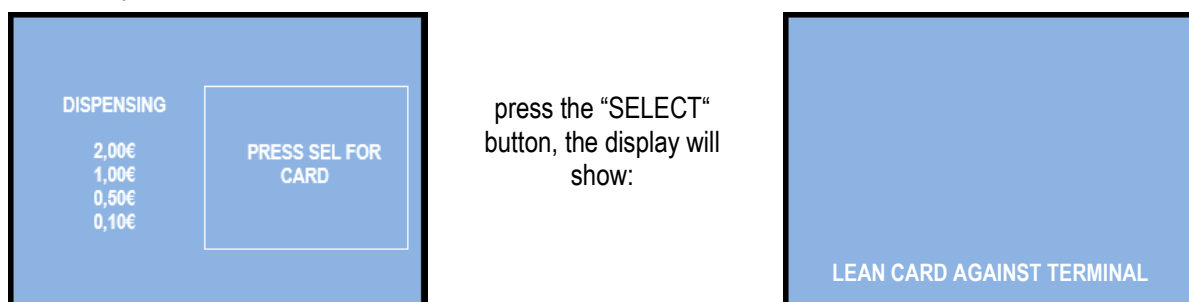 DISPENSING
2,00€
1,00€
0,50€
0,10€
PRESS SEL FOR
CARD
press the “SELECT“
button, the display will
show:
LEAN CARD AGAINST TERMINAL